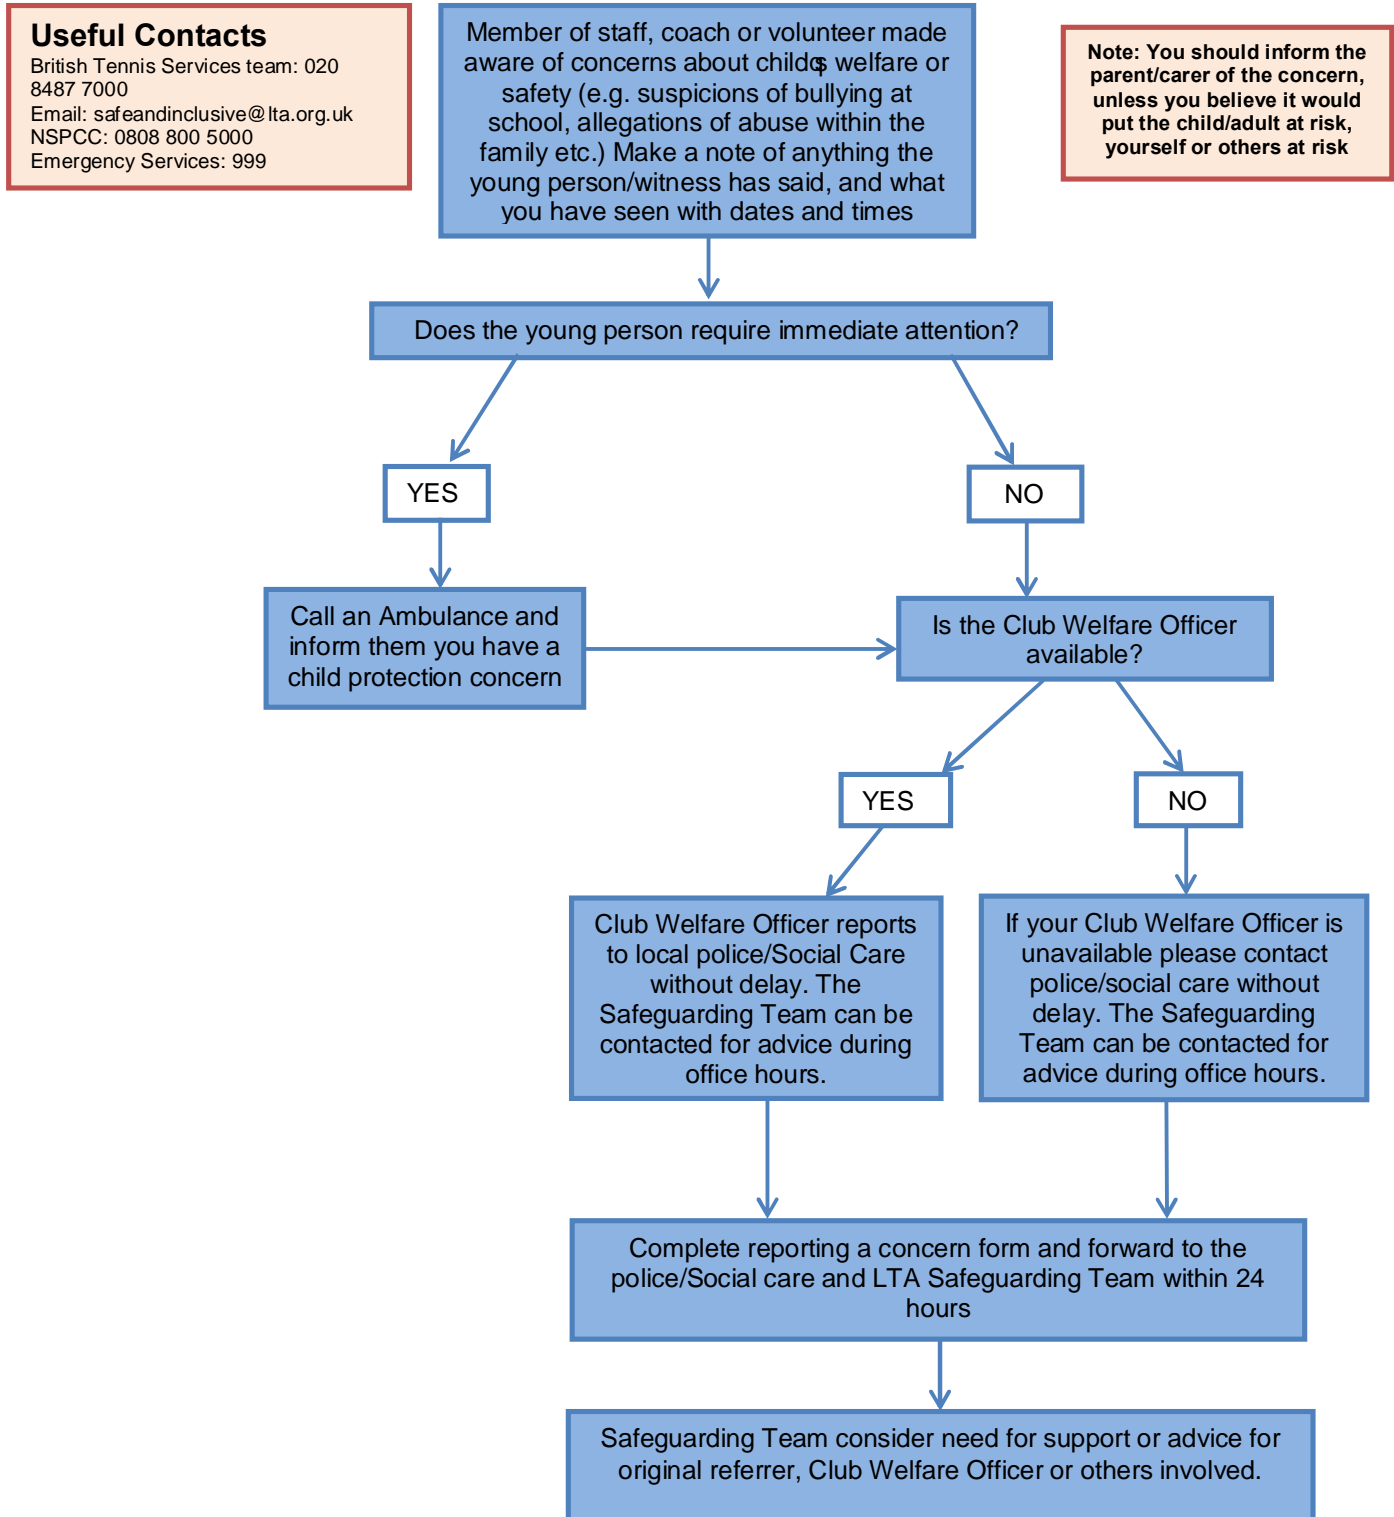 Useful Contacts
British Tennis Services team: 020
8487 7000
Email: safeandinclusive@lta.org.uk
NSPCC: 0808 800 5000
Emergency Services: 999
Member of staff, coach or volunteer made
aware of concerns about childqs welfare or
safety (e.g. suspicions of bullying at
school, allegations of abuse within the
family etc.) Make a note of anything the
young person/witness has said, and what
you have seen with dates and times
Note: You should inform the
parent/carer of the concern,
unless you believe it would
put the child/adult at risk,
yourself or others at risk
Does the young person require immediate attention?
YES
NO
Call an Ambulance and
inform them you have a
child protection concern
Is the Club Welfare Officer
available?
YES
NO
Club Welfare Officer reports
to local police/Social Care
without delay. The
Safeguarding Team can be
contacted for advice during
office hours.
If your Club Welfare Officer is
unavailable please contact
police/social care without
delay. The Safeguarding
Team can be contacted for
advice during office hours.
Complete reporting a concern form and forward to the
police/Social care and LTA Safeguarding Team within 24
hours
Safeguarding Team consider need for support or advice for
original referrer, Club Welfare Officer or others involved.